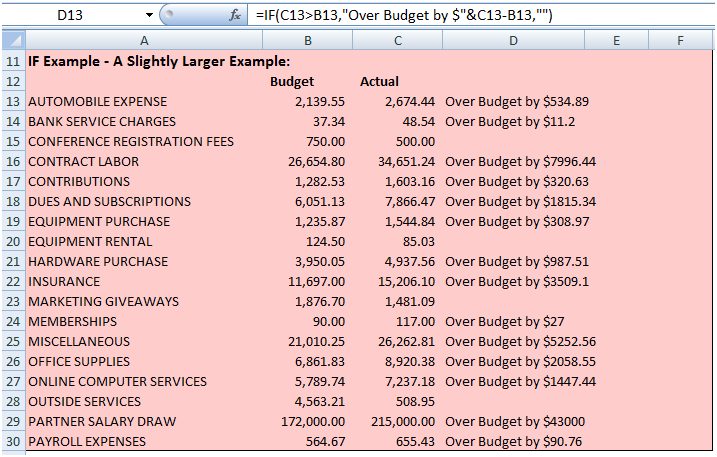 D13 fx =IF(C13>B13,"Over Budget by $"&C13-B13,"")
A B C D E F
11 IF Example - A Slightly Larger Example:
12 Budget Actual
13 AUTOMOBILE EXPENSE 2,139.55 2,674.44 Over Budget by $534.89
14 BANK SERVICE CHARGES 37.34 48.54 Over Budget by $11.2
15 CONFERENCE REGISTRATION FEES 750.00 500.00
16 CONTRACT LABOR 26,654.80 34,651.24 Over Budget by $7996.44
17 CONTRIBUTIONS 1,282.53 1,603.16 Over Budget by $320.63
18 DUES AND SUBSCRIPTIONS 6,051.13 7,866.47 Over Budget by $1815.34
19 EQUIPMENT PURCHASE 1,235.87 1,544.84 Over Budget by $308.97
20 EQUIPMENT RENTAL 124.50 85.03
21 HARDWARE PURCHASE 3,950.05 4,937.56 Over Budget by $987.51
22 INSURANCE 11,697.00 15,206.10 Over Budget by $3509.1
23 MARKETING GIVEAWAYS 1,876.70 1,481.09
24 MEMBERSHIPS 90.00 117.00 Over Budget by $27
25 MISCELLANEOUS 21,010.25 26,262.81 Over Budget by $5252.56
26 OFFICE SUPPLIES 6,861.83 8,920.38 Over Budget by $2058.55
27 ONLINE COMPUTER SERVICES 5,789.74 7,237.18 Over Budget by $1447.44
28 OUTSIDE SERVICES 4,563.21 508.95
29 PARTNER SALARY DRAW 172,000.00 215,000.00 Over Budget by $43000
30 PAYROLL EXPENSES 564.67 655.43 Over Budget by $90.76